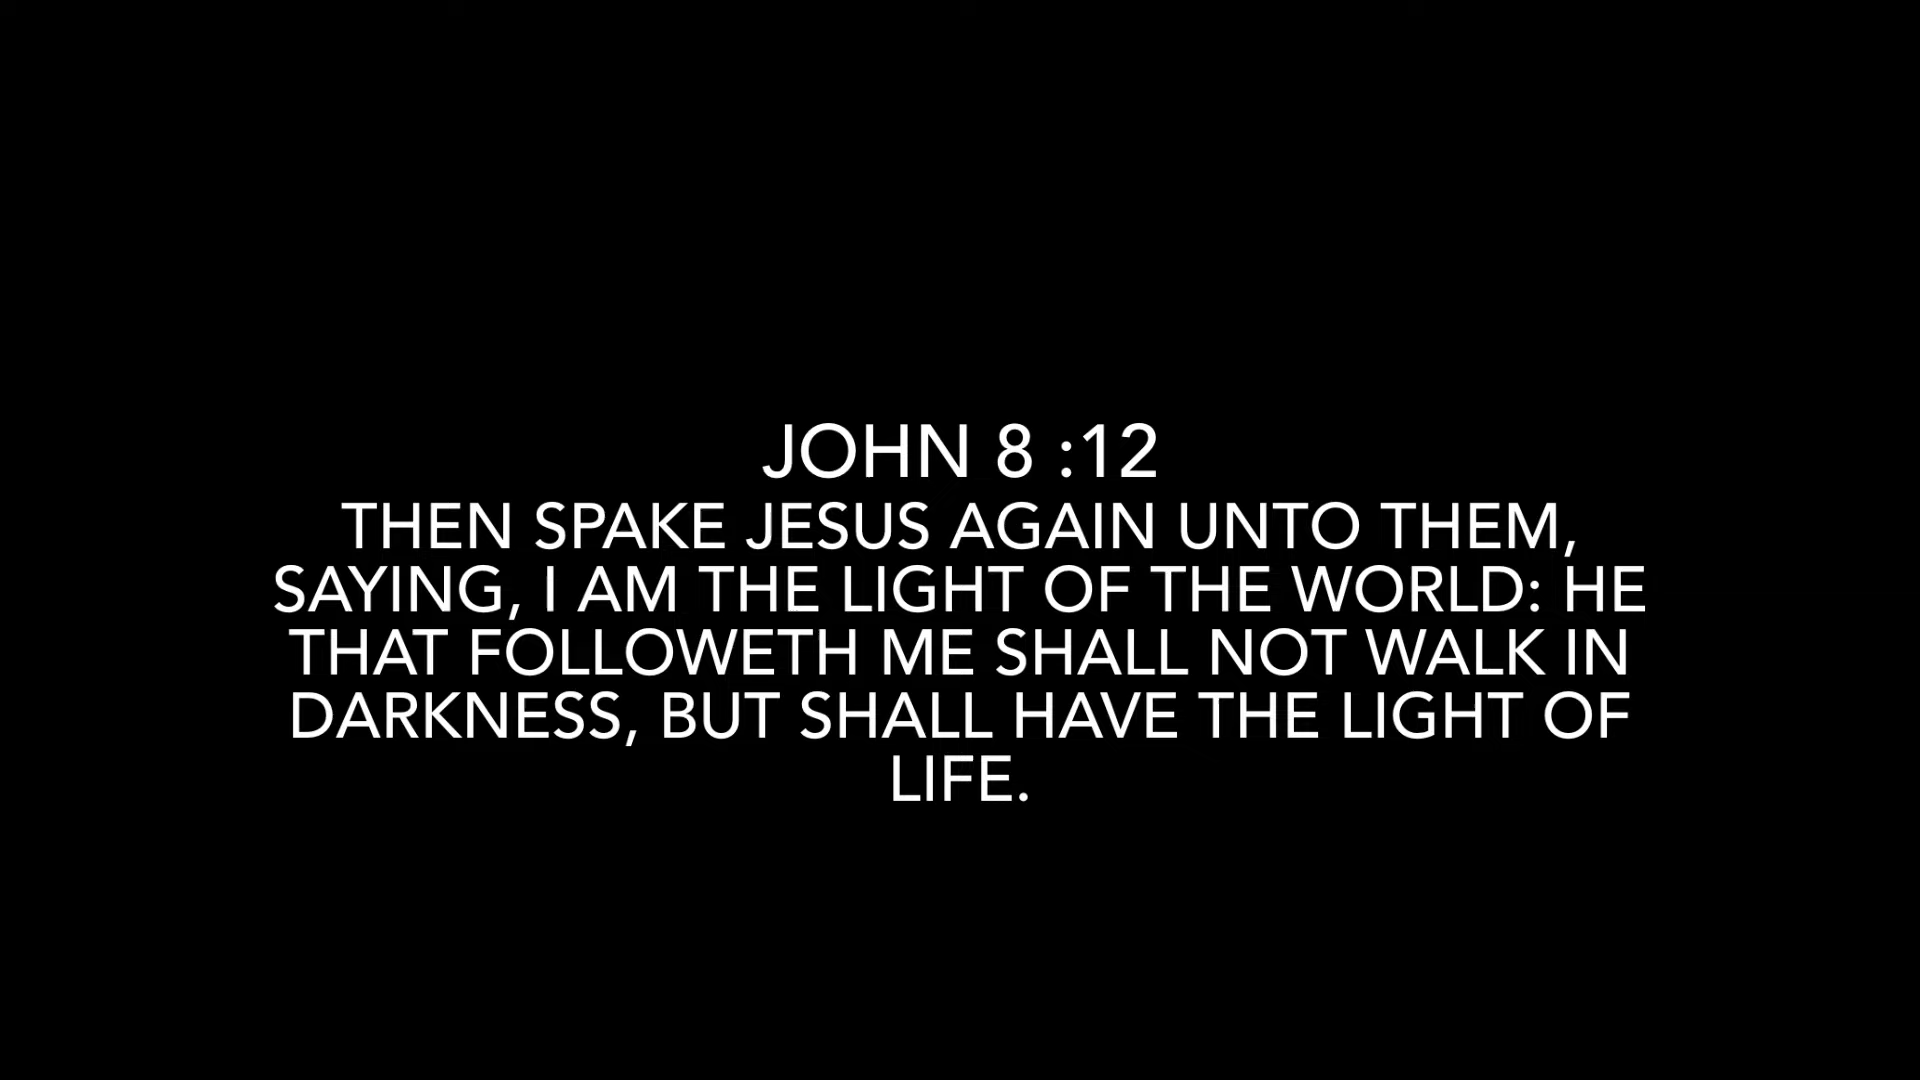 JOHN 8 :12
THEN SPAKE JESUS AGAIN UNTO THEM,
SAYING, I AM THE LIGHT OF THE WORLD: HE
THAT FOLLOWETH ME SHALL NOT WALK IN
DARKNESS, BUT SHALL HAVE THE LIGHT OF
LIFE.